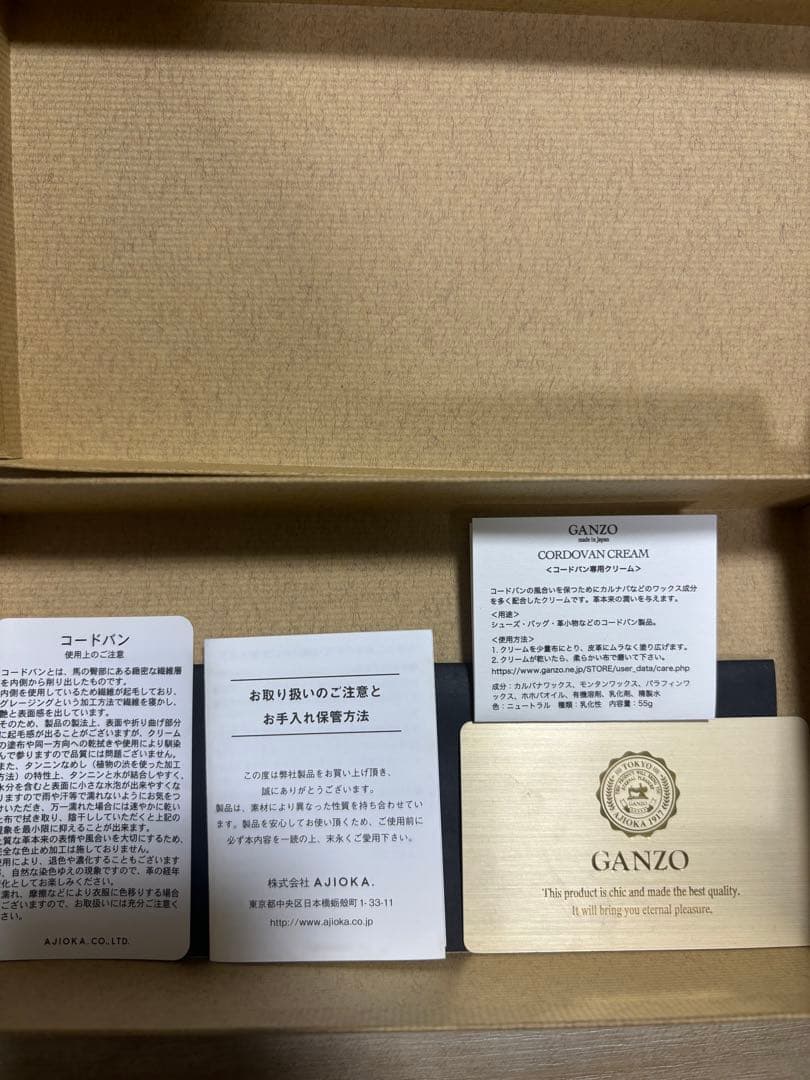 コードバン
使用上のご注意
コードバンとは、馬の臀部にある緻密な繊維層
を内側から削り出したものです。
内側を使用しているため繊維が起毛しており、
グレージングという加工方法で繊維を寝かし、
艶と表面感を出しています。
そのため、製品の製法上、表面や折り曲げ部分
に起毛感が出ることがございますが、クリーム
の塗布や同一方向への乾拭きや使用により馴染
んで参りますので品質には問題ございません。
また、タンニンなめし（植物の渋を使った加工
方法）の特性上、タンニンと水が結合しやすく、
水分を含むと表面に小さな水泡が出来やすくな
りますので雨や汗等で濡れないようにお気をつ
けいただき、万一濡れた場合には速やかに乾い
た布で拭き取り、陰干ししていただくと上記の
現象を最小限に抑えることが出来ます。
上質な革本来の表情や風合いを大切にするため、
完全な色止め加工は施しておりません。
使用により、退色や濃化することもございます
が、自然な染色ゆえの現象ですので、革の経年
変化としてお楽しみください。
濡れ、摩擦などにより衣服に色移りする場合
ございますので、お取扱いには充分ご注意く
さい。
AJIOKA. CO., LTD.
お取り扱いのご注意と
お手入れ保管方法
この度は弊社製品をお買い上げ頂き、
誠にありがとうございます。
製品は、素材により異なった性質を持ち合わせてい
ます。製品を安心してお使い頂くため、ご使用前に
必ず本内容を一読の上、末永くご愛用下さい。
株式会社 AJIOKA.
東京都中央区日本橋蛎殻町1-33-11
http://www.ajioka.co.jp
GANZO
made in Japan
CORDOVAN CREAM
＜コードバン専用クリーム＞
コードバンの風合いを保つためにカルナバなどのワックス成分
を多く配合したクリームです。革本来の潤いを与えます。
＜用途＞
シューズ・バッグ・革小物などのコードバン製品。
＜使用方法＞
1. クリームを少量布にとり、皮革にムラなく塗り広げます。
2. クリームが乾いたら、柔らかい布で磨いて下さい。
https://www.ganzo.ne.jp/STORE/user_data/care.php
成分：カルバナワックス、モンタンワックス、パラフィンワ
ックス、ホホバオイル、有機溶剤、乳化剤、精製水
色：ニュートラル 種類：乳化性 内容量：55g
TOKYO
GANZO
AJIOKA 1917
GANZO
This product is chic and made the best quality.
It will bring you eternal pleasure.